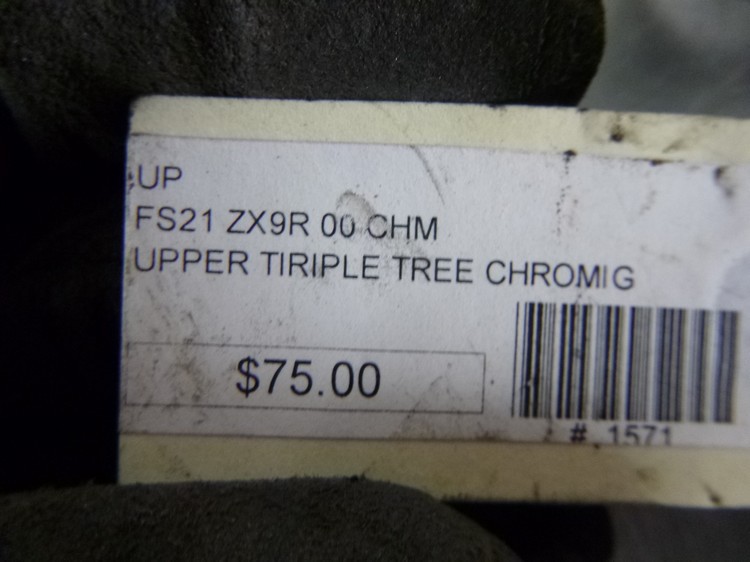 UP
FS21 ZX9R 00 CHM
UPPER TIRIPLE TREE CHROMIG
$75.00
# 1571